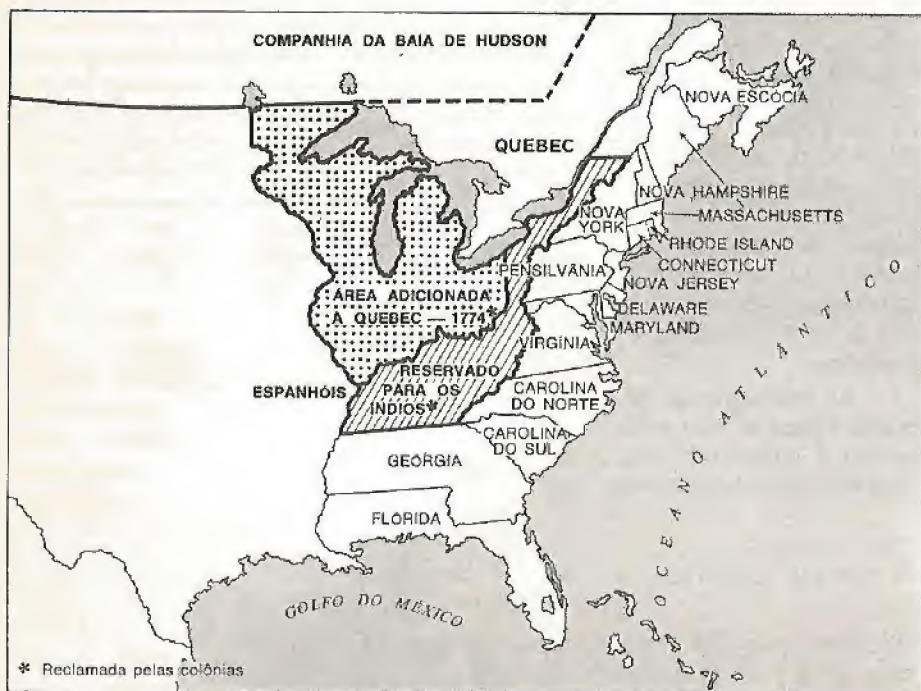 COMPANHIA DA BAIA DE HUDSON
NOVA ESCÓCIA
QUEBEC
NOVA HAMPSHIRE
MASSACHUSETTS
NOVA
YORK
RHODE ISLAND
CONNECTICUT
PENSILVÂNIA
NOVA JERSEY
ÁREA ADICIONADA
À QUEBEC — 1774*
DELAWARE
MARYLAND
VIRGÍNIA
RESERVADO
PARA OS
ÍNDIOS*
ESPANHÓIS
CAROLINA
DO NORTE
CAROLINA
DO SUL
GEÓRGIA
FLÓRIDA
OCEANO ATLÂNTICO
GOLFO DO MÉXICO
* Reclamada pelas colônias